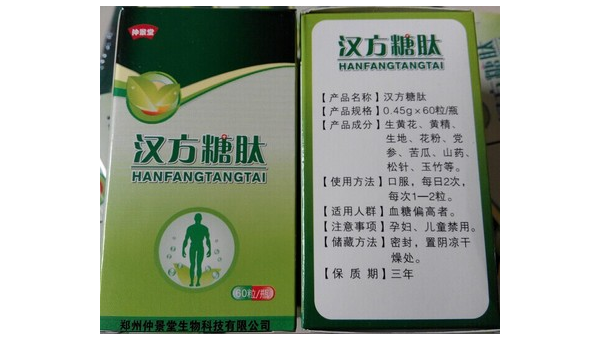 仲景堂
汉方糖肽
HANFANGTANGTAI
60粒/瓶
郑州仲景堂生物科技有限公司
汉方糖肽
HANFANGTANGTAI
【产品名称】汉方糖肽
【产品规格】0.45g×60粒/瓶
【产品成分】生黄花、黄精、
生地、花粉、党
参、苦瓜、山药、
松针、玉竹等。
【使用方法】口服，每日2次，
每次1—2粒。
【适用人群】血糖偏高者。
【注意事项】孕妇、儿童禁用。
【储藏方法】密封，置阴凉干
燥处。
【保 质 期】三年